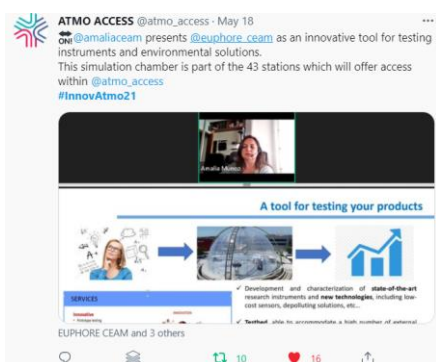 ATMO ACCESS @atmo_access · May 18
ON! @amaliaceam presents @euphore_ceam as an innovative tool for testing
instruments and environmental solutions.
This simulation chamber is part of the 43 stations which will offer access
within @atmo_access
#InnovAtmo21
Amalia Muñoz
A tool for testing your products
SERVICES
Innovative
✓ Development and characterization of state-of-the-art
research instruments and new technologies, including low-
cost sensors, depolluting solutions, etc...
✓ Testbed, able to accommodate a high number of external
EUPHORE CEAM and 3 others
10
16